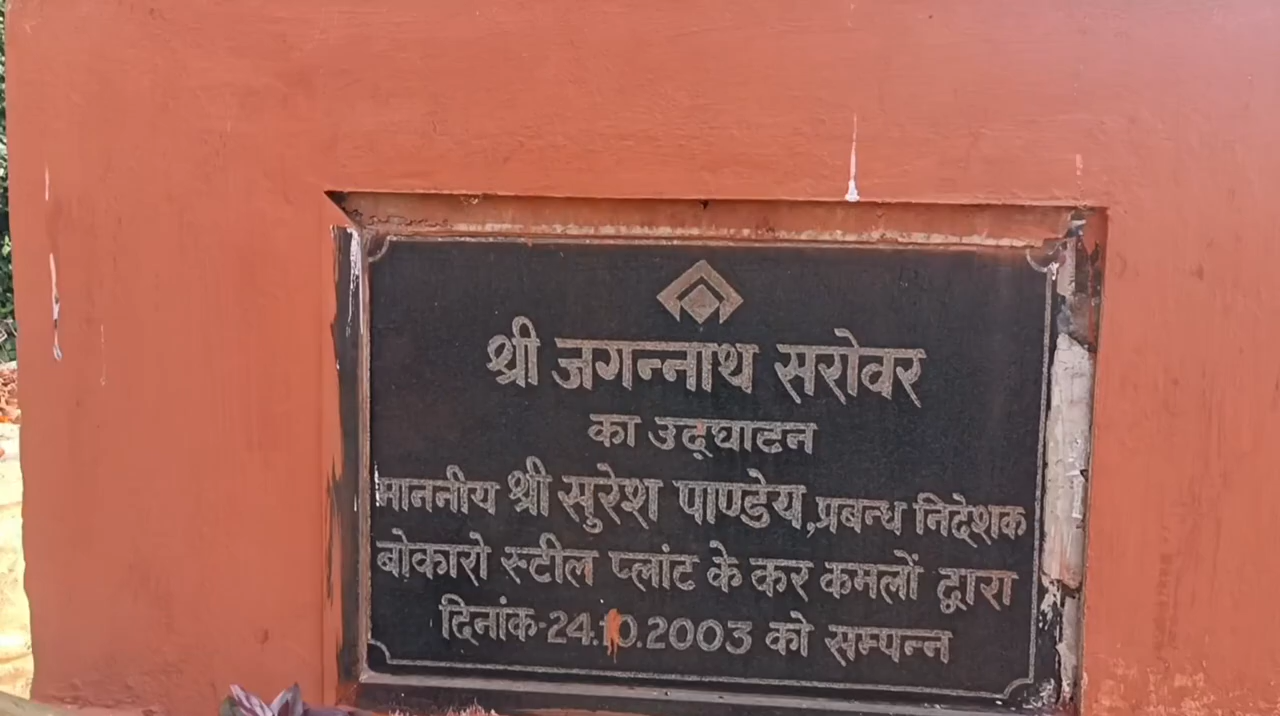 श्री जगन्नाथ सरोवर
का उद्घाटन
माननीय श्री सुरेश पाण्डेय, प्रबन्ध निदेशक
बोकारो स्टील प्लांट के कर कमलों द्वारा
दिनांक-24.10.2003 को सम्पन्न